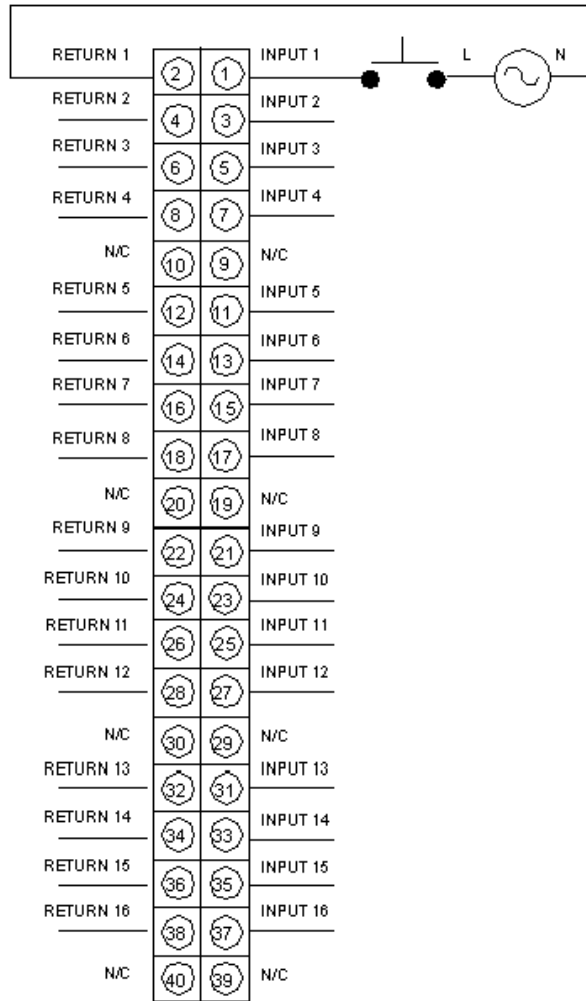 RETURN 1 2 1 INPUT 1 L N
RETURN 2 4 3 INPUT 2
RETURN 3 6 5 INPUT 3
RETURN 4 8 7 INPUT 4
N/C 10 9 N/C
RETURN 5 12 11 INPUT 5
RETURN 6 14 13 INPUT 6
RETURN 7 16 15 INPUT 7
RETURN 8 18 17 INPUT 8
N/C 20 19 N/C
RETURN 9 22 21 INPUT 9
RETURN 10 24 23 INPUT 10
RETURN 11 26 25 INPUT 11
RETURN 12 28 27 INPUT 12
N/C 30 29 N/C
RETURN 13 32 31 INPUT 13
RETURN 14 34 33 INPUT 14
RETURN 15 36 35 INPUT 15
RETURN 16 38 37 INPUT 16
N/C 40 39 N/C